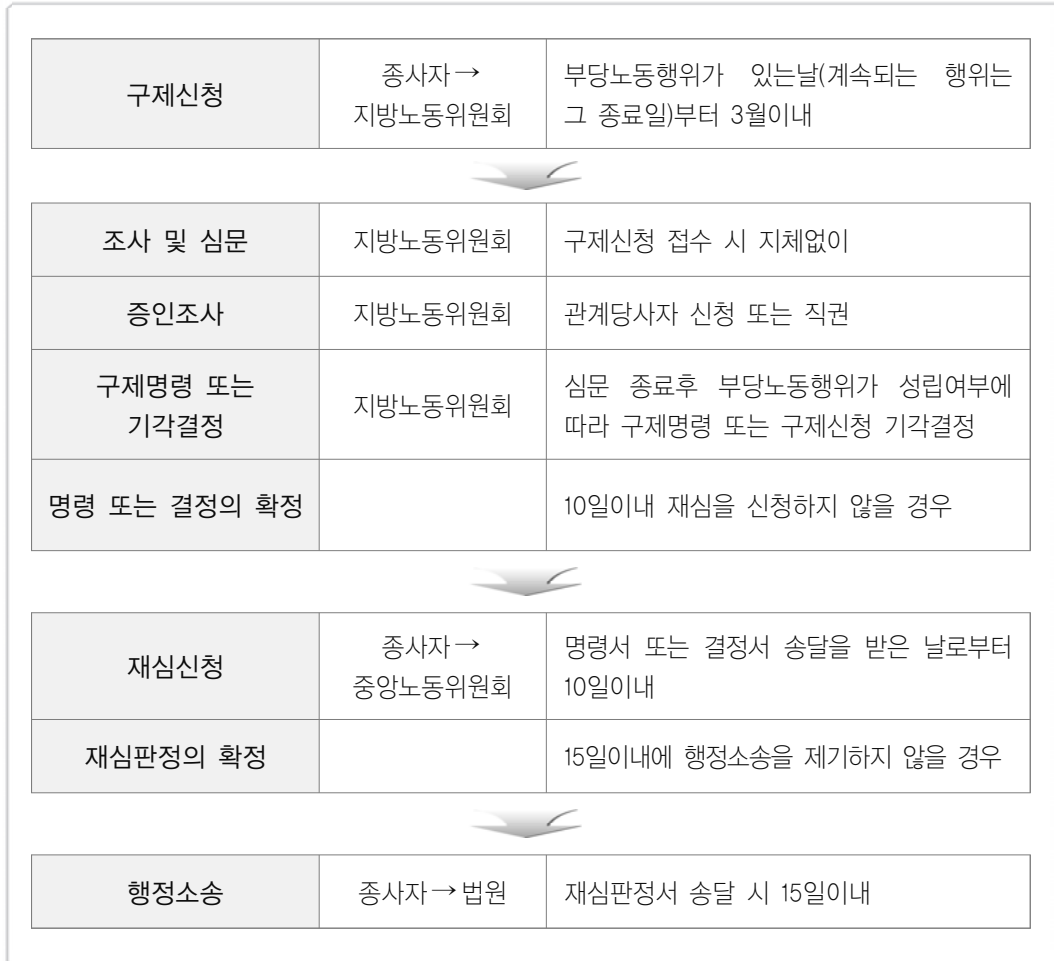 구제신청
종사자→
지방노동위원회
부당노동행위가 있는날(계속되는 행위는
그 종료일)부터 3월이내
조사 및 심문
지방노동위원회
구제신청 접수 시 지체없이
증인조사
지방노동위원회
관계당사자 신청 또는 직권
구제명령 또는
기각결정
지방노동위원회
심문 종료후 부당노동행위가 성립여부에
따라 구제명령 또는 구제신청 기각결정
명령 또는 결정의 확정
10일이내 재심을 신청하지 않을 경우
재심신청
종사자→
중앙노동위원회
명령서 또는 결정서 송달을 받은 날로부터
10일이내
재심판정의 확정
15일이내에 행정소송을 제기하지 않을 경우
행정소송
종사자→법원
재심판정서 송달 시 15일이내